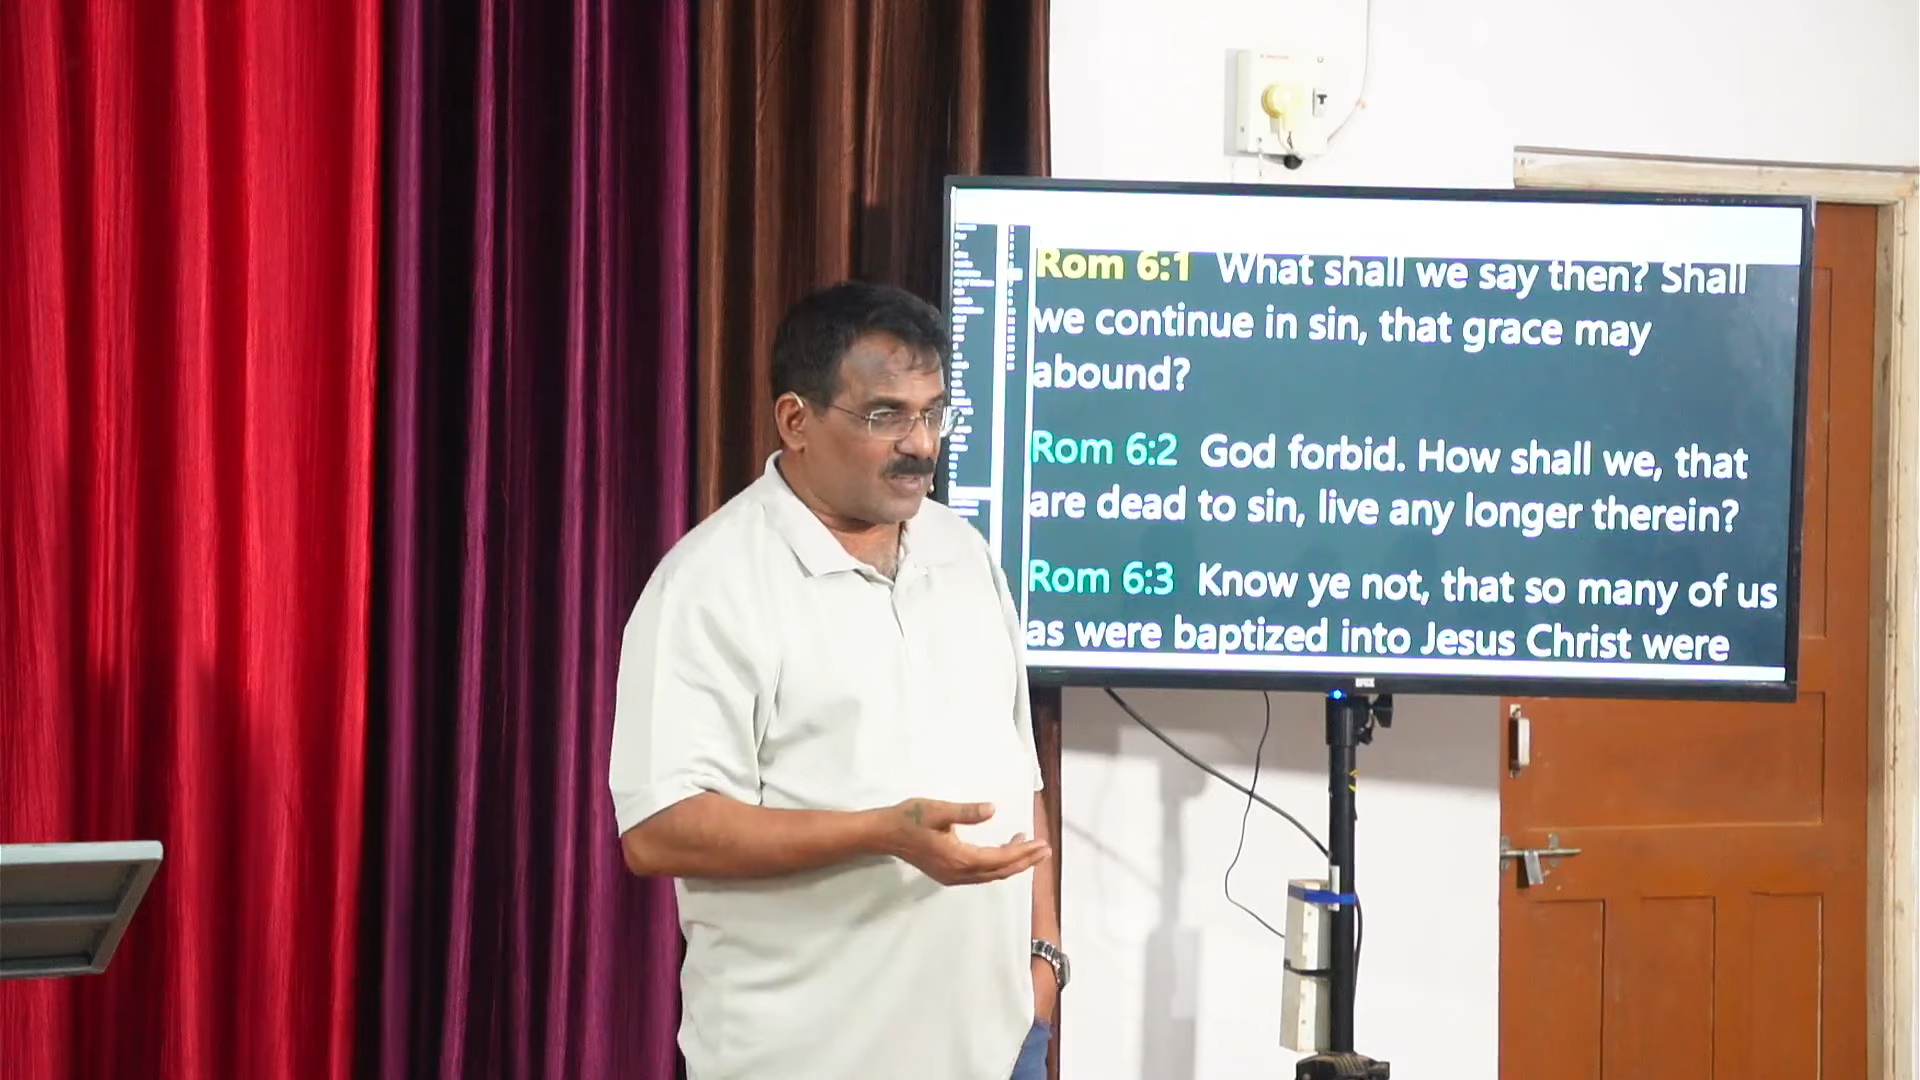 Rom 6:1 What shall we say then? Shall
we continue in sin, that grace may
abound?
Rom 6:2 God forbid. How shall we, that
are dead to sin, live any longer therein?
Rom 6:3 Know ye not, that so many of us
as were baptized into Jesus Christ were